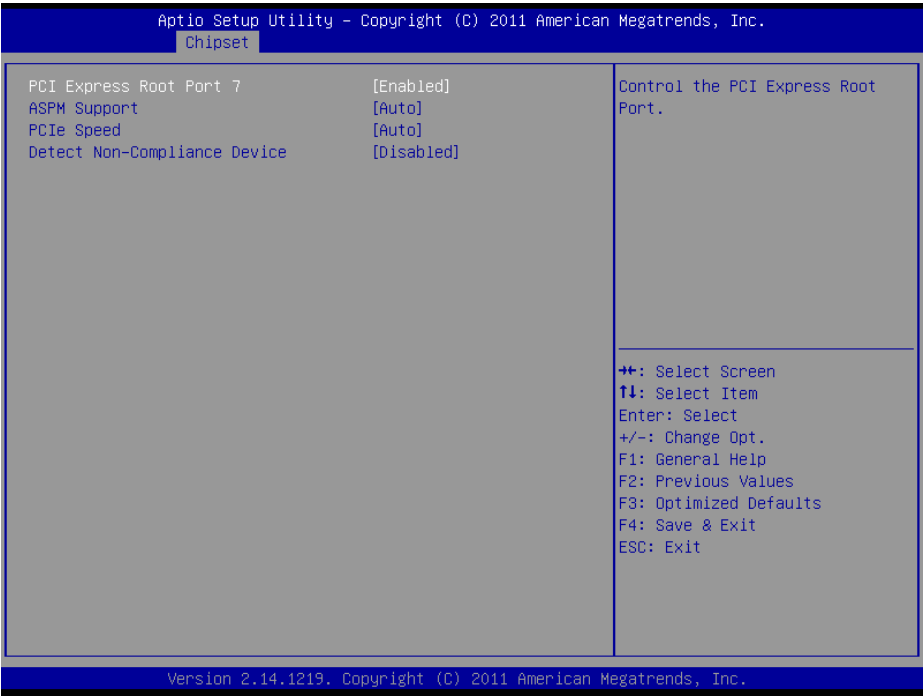 Aptio Setup Utility – Copyright (C) 2011 American Megatrends, Inc.
Chipset
PCI Express Root Port 7 [Enabled]
ASPM Support [Auto]
PCIe Speed [Auto]
Detect Non-Compliance Device [Disabled]
Control the PCI Express Root
Port.
→←: Select Screen
↑↓: Select Item
Enter: Select
+/-: Change Opt.
F1: General Help
F2: Previous Values
F3: Optimized Defaults
F4: Save & Exit
ESC: Exit
Version 2.14.1219. Copyright (C) 2011 American Megatrends, Inc.